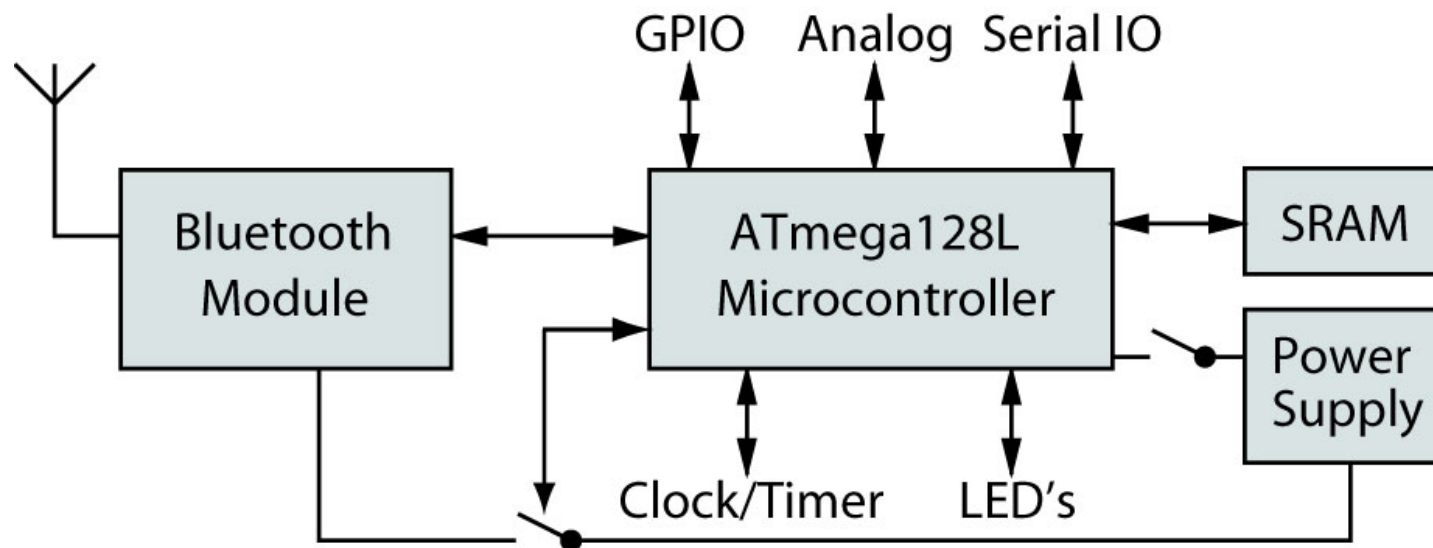 GPIO Analog Serial IO
Bluetooth
Module
ATmega128L
Microcontroller
SRAM
Power
Supply
Clock/Timer LED's